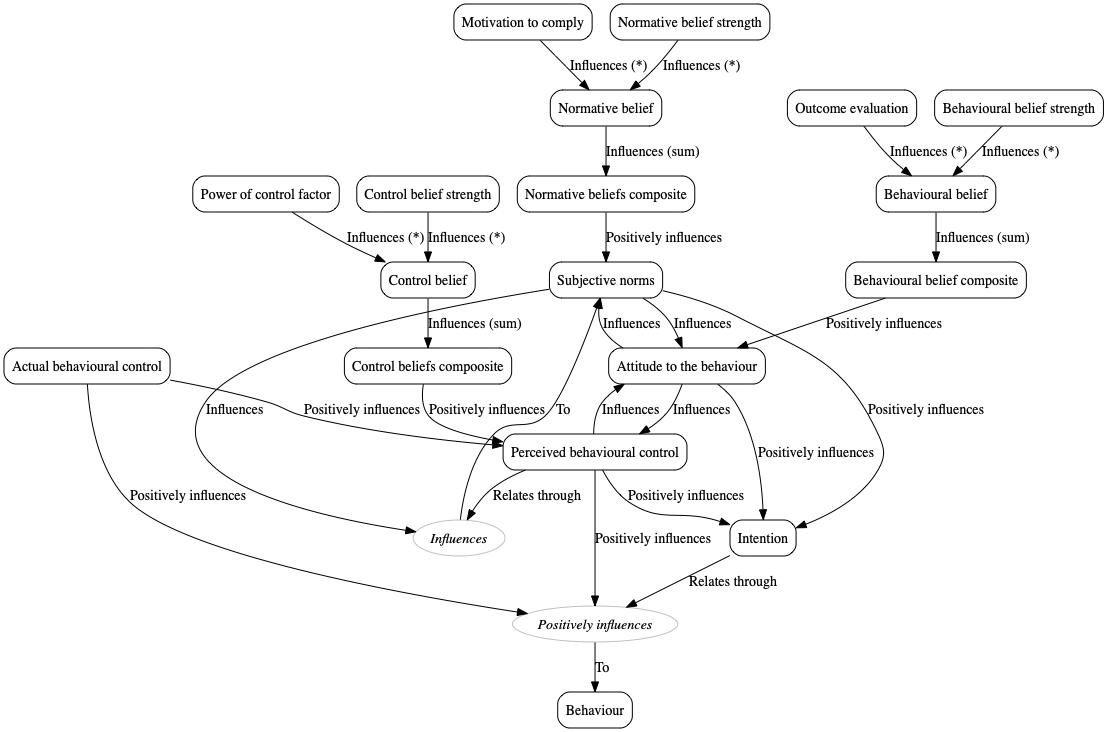 Motivation to comply
Normative belief strength
Influences (*)
Influences (*)
Normative belief
Outcome evaluation
Behavioural belief strength
Influences (sum)
Influences (*)
Influences (*)
Power of control factor
Control belief strength
Normative beliefs composite
Behavioural belief
Influences (*)
Influences (*)
Positively influences
Influences (sum)
Control belief
Subjective norms
Behavioural belief composite
Influences (sum)
Influences
Influences
Positively influences
Actual behavioural control
Control beliefs compoosite
Attitude to the behaviour
Influences
Positively influences
Positively influences
To
Influences
Influences
Positively influences
Perceived behavioural control
Positively influences
Positively influences
Relates through
Positively influences
Influences
Positively influences
Intention
Relates through
Positively influences
To
Behaviour